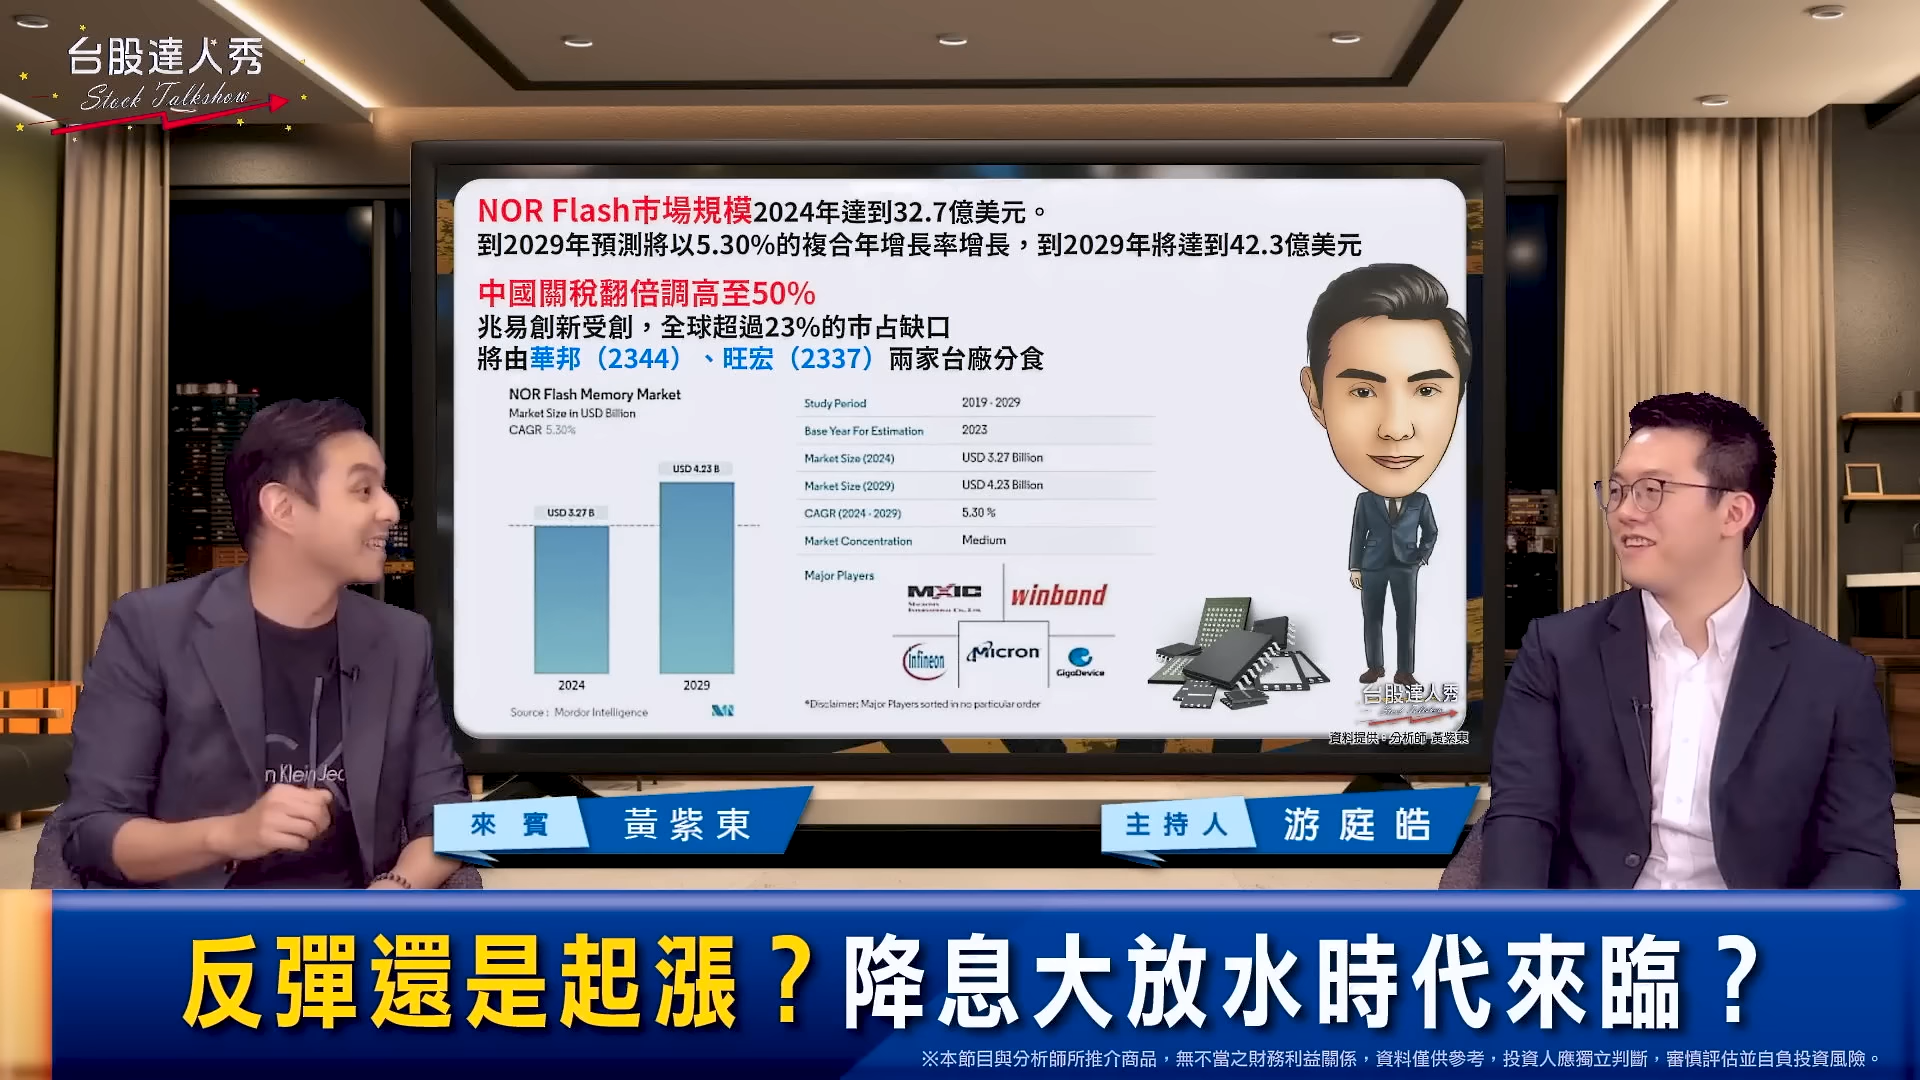 台股達人秀
Stock Talkshow
NOR Flash市場規模2024年達到32.7億美元。
到2029年預測將以5.30%的複合年增長率增長，到2029年將達到42.3億美元
中國關稅翻倍調高至50%
兆易創新受創，全球超過23%的市占缺口
將由華邦（2344）、旺宏（2337）兩家台廠分食
NOR Flash Memory Market
Market Size in USD Billion
CAGR 5.30%
USD 3.27 B
USD 4.23 B
2024
2029
Source : Mordor Intelligence
Study Period 2019 - 2029
Base Year For Estimation 2023
Market Size (2024) USD 3.27 Billion
Market Size (2029) USD 4.23 Billion
CAGR (2024 - 2029) 5.30 %
Market Concentration Medium
Major Players
MXIC
winbond
infineon
Micron
GigaDevice
*Disclaimer: Major Players sorted in no particular order
台股達人秀
資料提供：分析師 黃紫東
n Klein Jea
來賓 黃紫東
主持人 游庭皓
反彈還是起漲？降息大放水時代來臨？
※本節目與分析師所推介商品，無不當之財務利益關係，資料僅供參考，投資人應獨立判斷，審慎評估並自負投資風險。